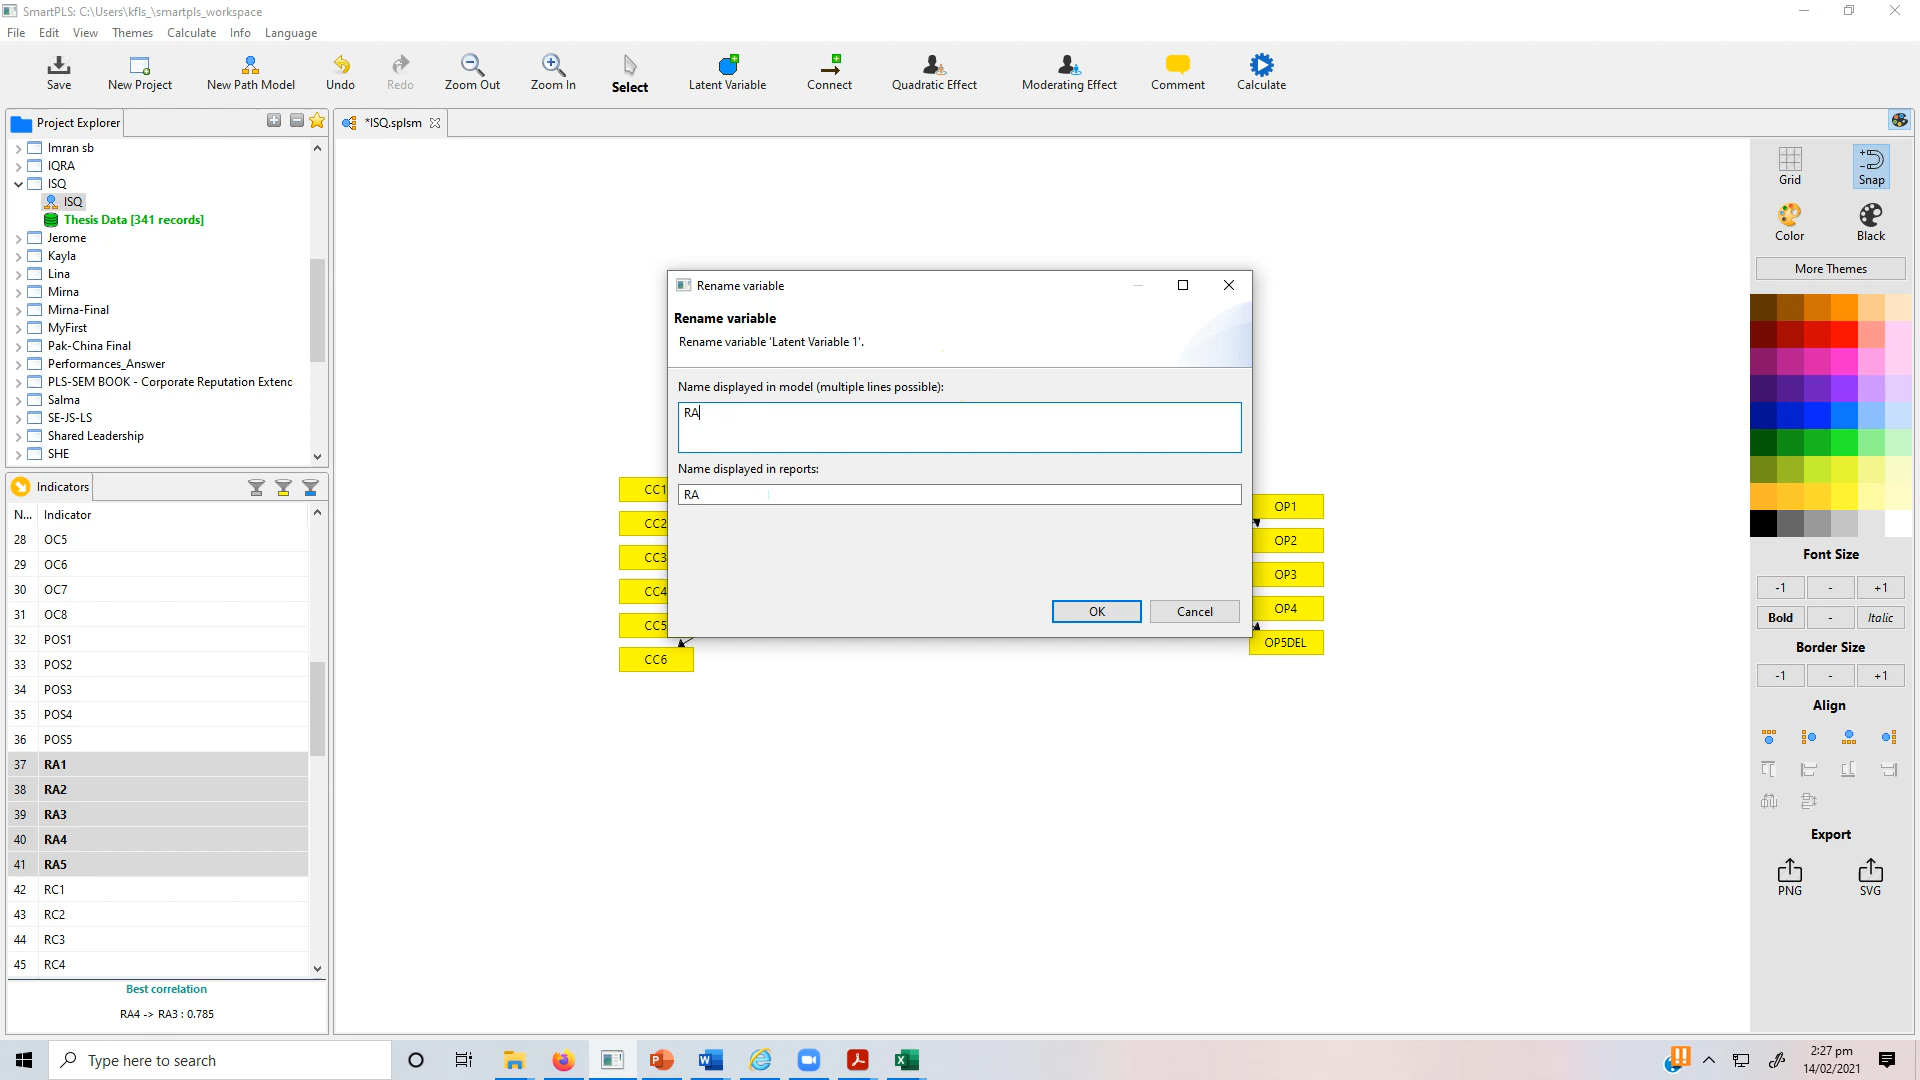 SmartPLS: C:\Users\kfls_\smartpls_workspace
File Edit View Themes Calculate Info Language
Save New Project New Path Model Undo Redo Zoom Out Zoom In Select Latent Variable Connect Quadratic Effect Moderating Effect Comment Calculate
Project Explorer
*ISQ.splsm
Imran sb
IQRA
ISQ
ISQ
Thesis Data [341 records]
Jerome
Kayla
Lina
Mirna
Mirna-Final
MyFirst
Pak-China Final
Performances_Answer
PLS-SEM BOOK - Corporate Reputation Extenc
Salma
SE-JS-LS
Shared Leadership
SHE
Indicators
N... Indicator
28 OC5
29 OC6
30 OC7
31 OC8
32 POS1
33 POS2
34 POS3
35 POS4
36 POS5
37 RA1
38 RA2
39 RA3
40 RA4
41 RA5
42 RC1
43 RC2
44 RC3
45 RC4
Best correlation
RA4 -> RA3 : 0.785
CC1
CC2
CC3
CC4
CC5
CC6
Rename variable
Rename variable
Rename variable 'Latent Variable 1'.
Name displayed in model (multiple lines possible):
RA
Name displayed in reports:
RA
OK Cancel
OP1
OP2
OP3
OP4
OP5DEL
Grid Snap
Color Black
More Themes
Font Size
-1 - +1
Bold - Italic
Border Size
-1 - +1
Align
Export
PNG SVG
Type here to search
2:27 pm
14/02/2021